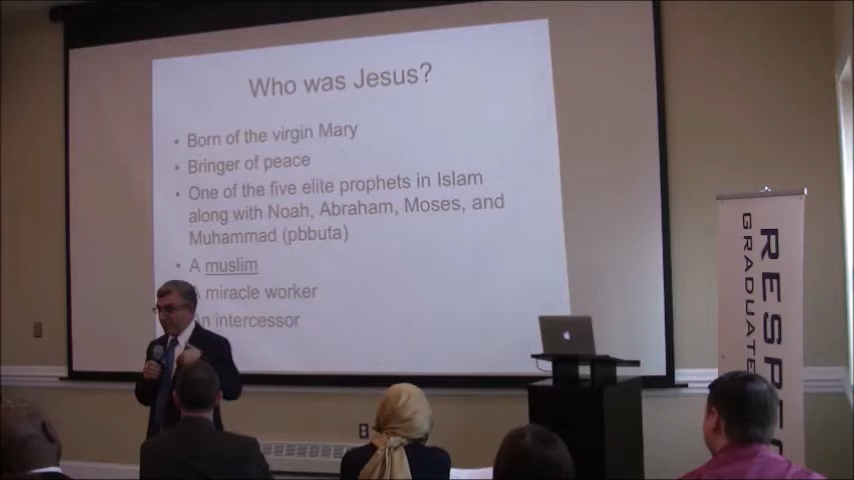 Who was Jesus?
• Born of the virgin Mary
• Bringer of peace
• One of the five elite prophets in Islam
along with Noah, Abraham, Moses, and
Muhammad (pbbuta)
• A muslim
miracle worker
intercessor
RESPEC
GRADUATE